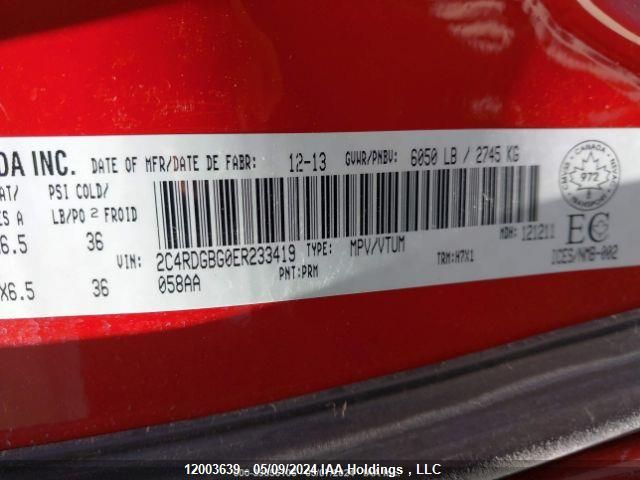 DA INC. DATE OF MFR/DATE DE FABR: 12-13 GVWR/PNBV: 6050 LB / 2745 KG
AT/ PSI COLD/
ES A LB/PO 2 FROID
6.5 36
VIN: 2C4RDGBG0ER233419 TYPE: MPV/VTUM MDH: 121211
X6.5 36 058AA PNT:PRM TRM:H7X1
CANADA
972
TRANSPORT
EC
ICES/NMB-002
12003639 - 05/09/2024 IAA Holdings , LLC